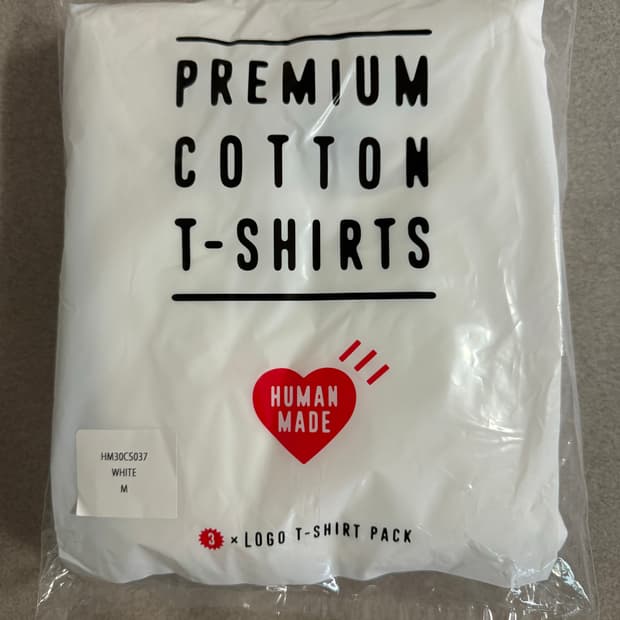 PREMIUM
COTTON
T-SHIRTS
HUMAN
MADE
HM30CS037
WHITE
M
3 × LOGO T-SHIRT PACK